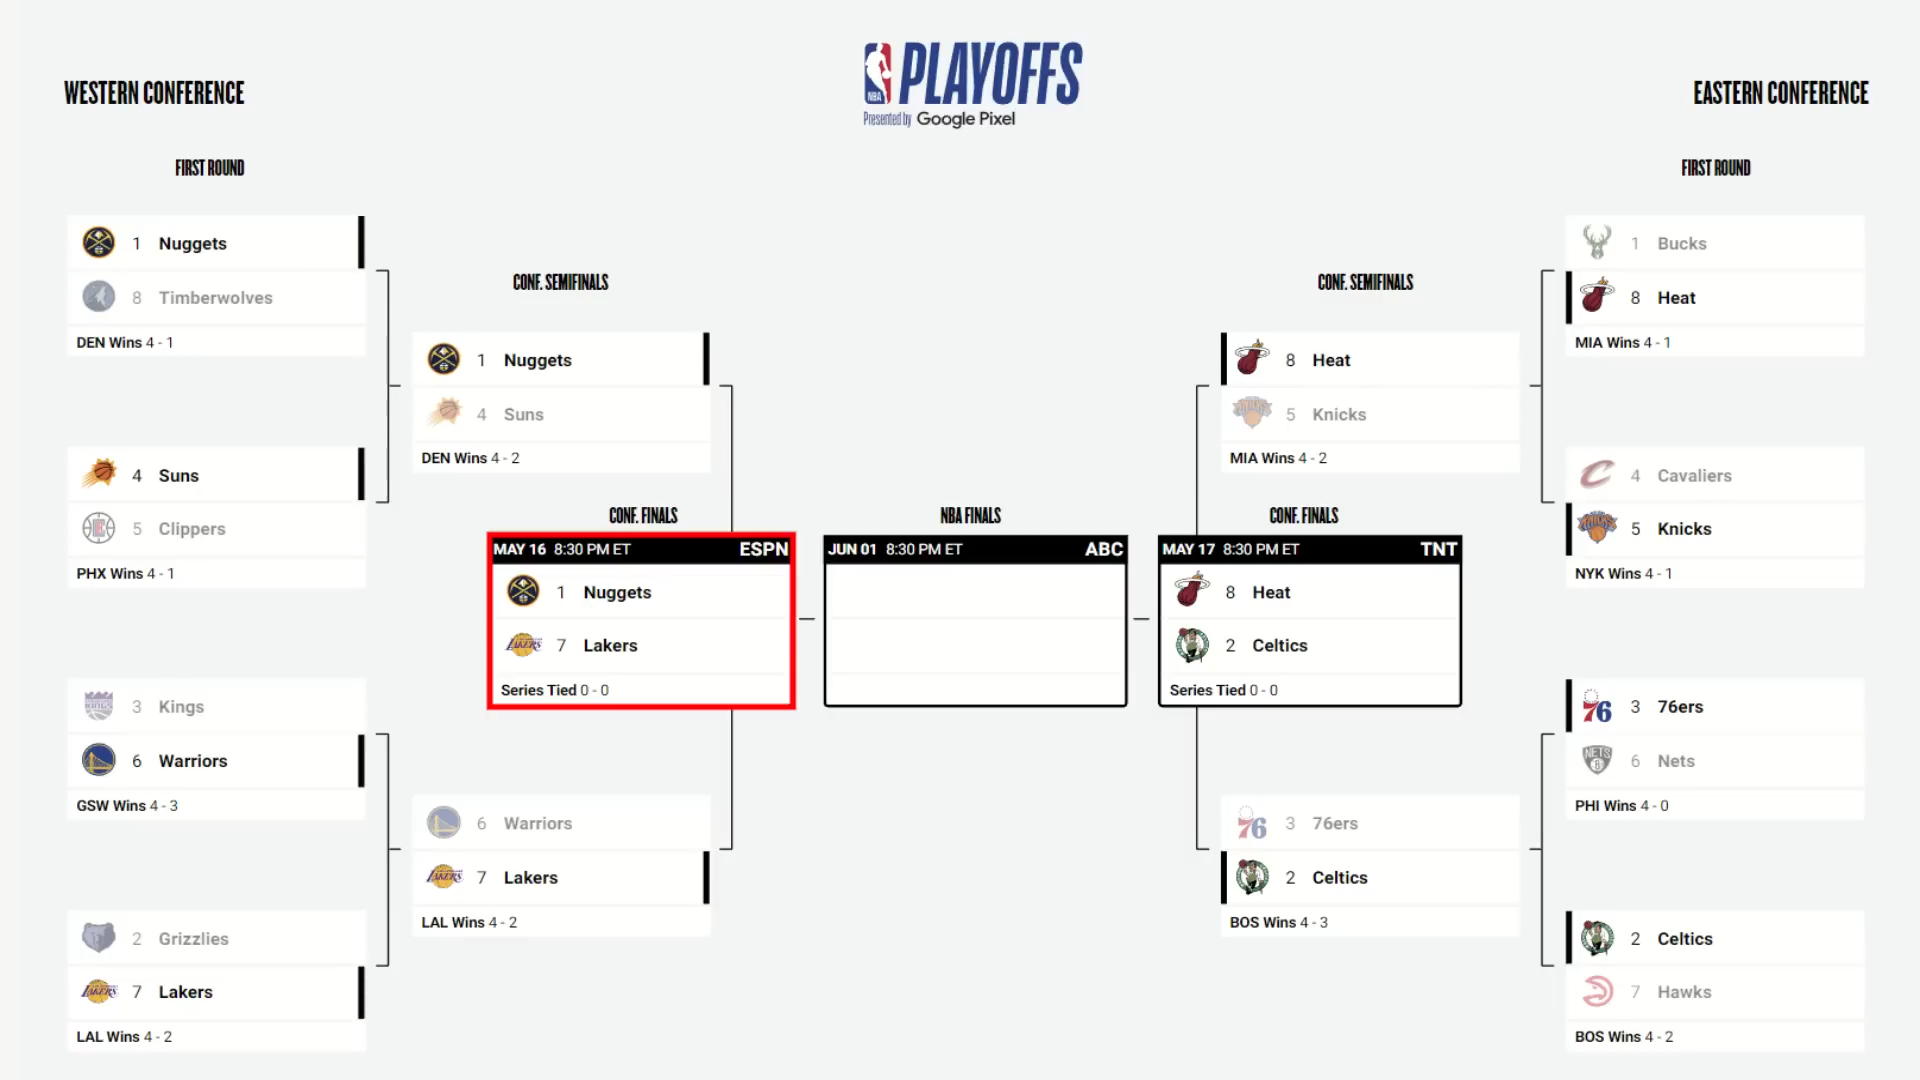 NBA
PLAYOFFS
Presented by Google Pixel
WESTERN CONFERENCE
EASTERN CONFERENCE
FIRST ROUND
1 Nuggets
8 Timberwolves
DEN Wins 4 - 1
4 Suns
5 Clippers
PHX Wins 4 - 1
3 Kings
6 Warriors
GSW Wins 4 - 3
2 Grizzlies
7 Lakers
LAL Wins 4 - 2
CONF. SEMIFINALS
1 Nuggets
4 Suns
DEN Wins 4 - 2
6 Warriors
7 Lakers
LAL Wins 4 - 2
CONF. FINALS
MAY 16 8:30 PM ET ESPN
1 Nuggets
7 Lakers
Series Tied 0 - 0
NBA FINALS
JUN 01 8:30 PM ET ABC
CONF. FINALS
MAY 17 8:30 PM ET TNT
8 Heat
2 Celtics
Series Tied 0 - 0
CONF. SEMIFINALS
8 Heat
5 Knicks
MIA Wins 4 - 2
3 76ers
2 Celtics
BOS Wins 4 - 3
FIRST ROUND
1 Bucks
8 Heat
MIA Wins 4 - 1
4 Cavaliers
5 Knicks
NYK Wins 4 - 1
3 76ers
6 Nets
PHI Wins 4 - 0
2 Celtics
7 Hawks
BOS Wins 4 - 2